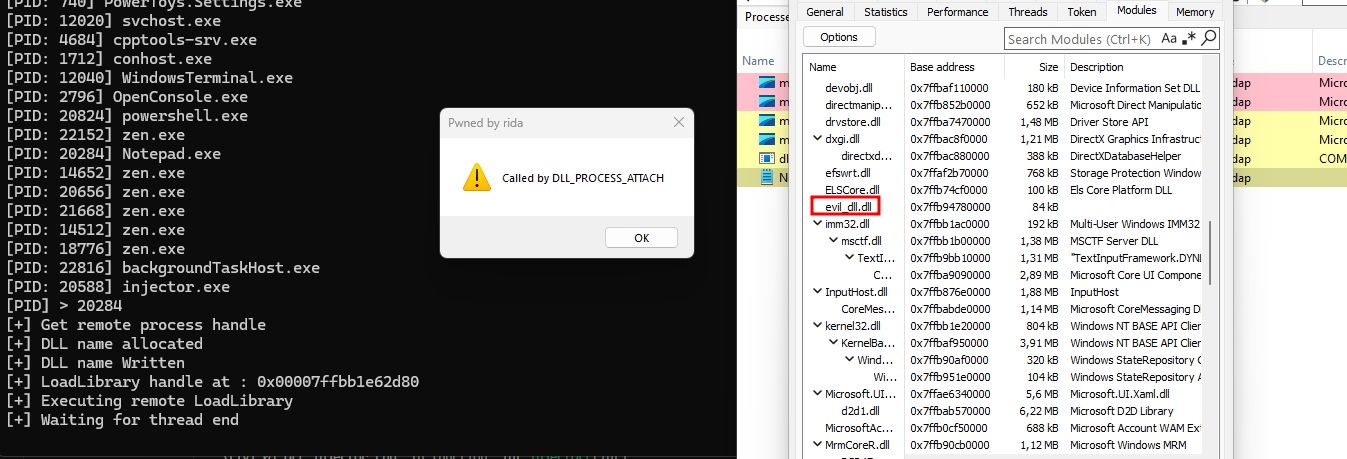 [PID: 740] PowerToys.Settings.exe
[PID: 12020] svchost.exe
[PID: 4684] cpptools-srv.exe
[PID: 1712] conhost.exe
[PID: 12040] WindowsTerminal.exe
[PID: 2796] OpenConsole.exe
[PID: 20824] powershell.exe
[PID: 22152] zen.exe
[PID: 20284] Notepad.exe
[PID: 14652] zen.exe
[PID: 20656] zen.exe
[PID: 21668] zen.exe
[PID: 14512] zen.exe
[PID: 18776] zen.exe
[PID: 22816] backgroundTaskHost.exe
[PID: 20588] injector.exe
[PID] > 20284
[+] Get remote process handle
[+] DLL name allocated
[+] DLL name Written
[+] LoadLibrary handle at : 0x00007ffbb1e62d80
[+] Executing remote LoadLibrary
[+] Waiting for thread end
Pwned by rida
Called by DLL_PROCESS_ATTACH
OK
Processe
Name
m
m
m
m
dl
N
General Statistics Performance Threads Token Modules Memory
Options
Search Modules (Ctrl+K) Aa .*
Name Base address Size Description
devobj.dll 0x7ffbaf110000 180 kB Device Information Set DLL
directmanip... 0x7ffb852b0000 652 kB Microsoft Direct Manipulatio
drvstore.dll 0x7ffba7470000 1,48 MB Driver Store API
dxgi.dll 0x7ffbac8f0000 1,21 MB DirectX Graphics Infrastruct
directxd... 0x7ffbac880000 388 kB DirectXDatabaseHelper
efswrt.dll 0x7ffaf2b70000 768 kB Storage Protection Window
ELSCore.dll 0x7ffb74cf0000 100 kB Els Core Platform DLL
evil_dll.dll 0x7ffb94780000 84 kB
imm32.dll 0x7ffbb1ac0000 192 kB Multi-User Windows IMM32
msctf.dll 0x7ffbb1b00000 1,38 MB MSCTF Server DLL
TextI... 0x7ffb9bb10000 1,31 MB "TextInputFramework.DYNL
C... 0x7ffba9090000 2,89 MB Microsoft Core UI Compone
InputHost.dll 0x7ffb876e0000 1,88 MB InputHost
CoreMes... 0x7ffbabde0000 1,14 MB Microsoft CoreMessaging Dl
kernel32.dll 0x7ffbb1e20000 804 kB Windows NT BASE API Clier
KernelBa... 0x7ffbaf950000 3,91 MB Windows NT BASE API Clier
Wind... 0x7ffb90af0000 320 kB Windows StateRepository C
Wi... 0x7ffb951e0000 104 kB Windows StateRepository A
Microsoft.UI... 0x7ffae6340000 5,6 MB Microsoft.UI.Xaml.dll
d2d1.dll 0x7ffbab570000 6,22 MB Microsoft D2D Library
MicrosoftAc... 0x7ffb0cf50000 688 kB Microsoft Account WAM Ext
MrmCoreR.dll 0x7ffb90cb0000 1,12 MB Microsoft Windows MRM
Descr
dap Micro
dap Micro
dap Micro
dap Micro
dap COM
dap